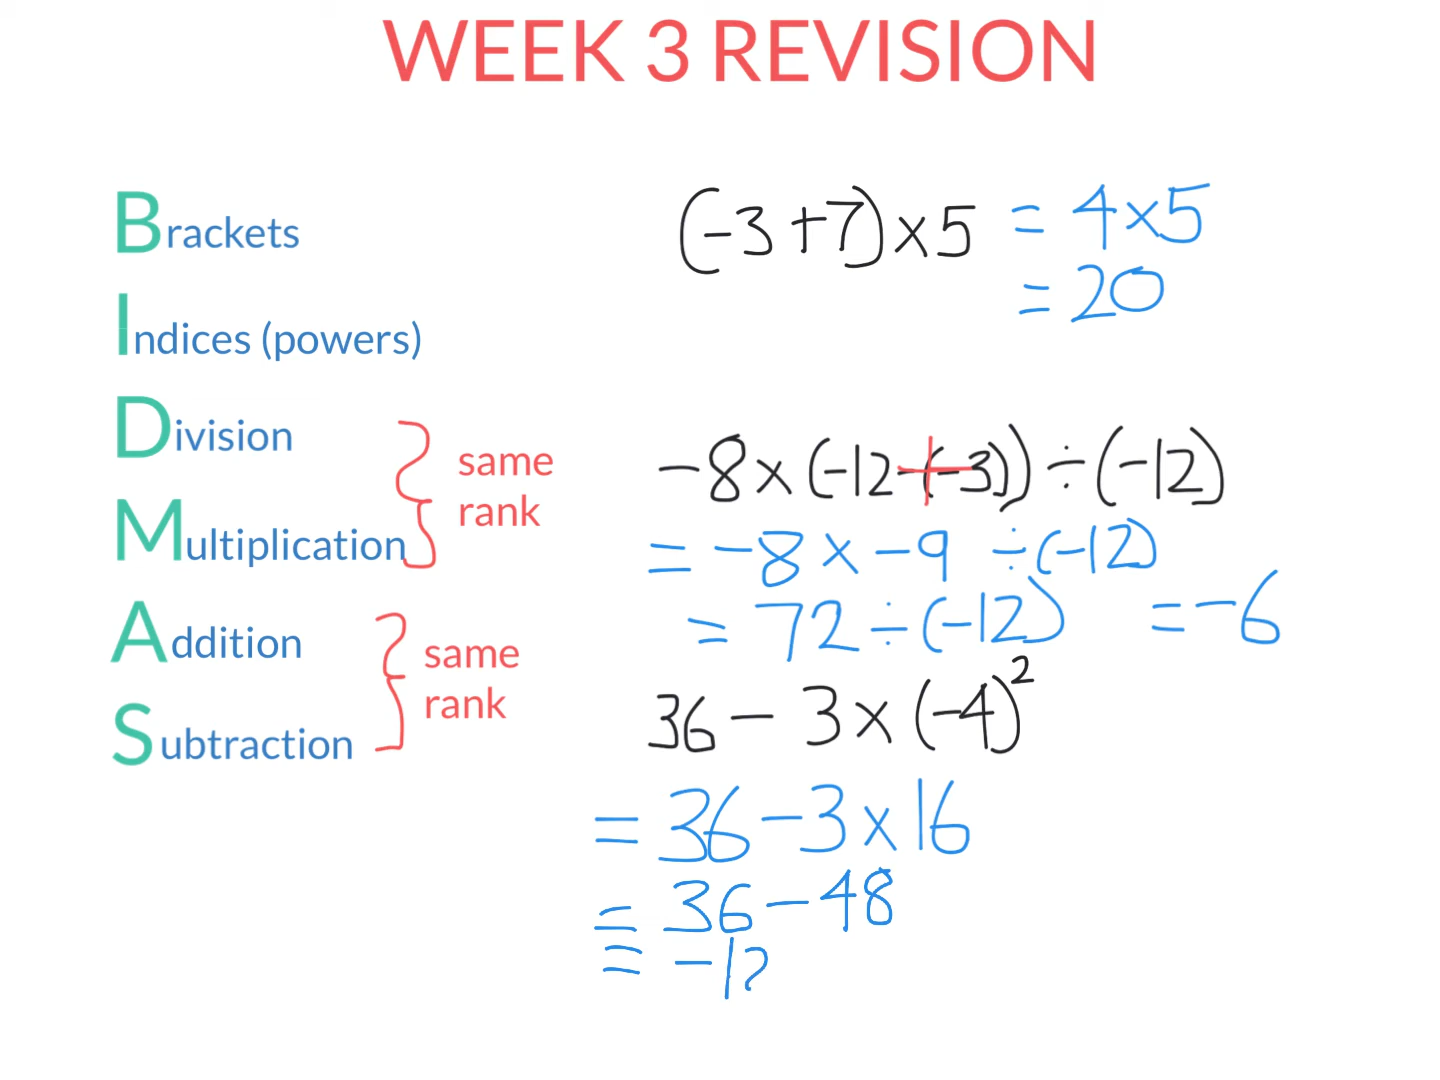 WEEK 3 REVISION
Brackets
Indices (powers)
Division
Multiplication
same
rank
Addition
Subtraction
same
rank
(-3+7)×5 = 4×5
= 20
-8×(-12-(-3))÷(-12)
= -8×-9 ÷(-12)
= 72÷(-12) =-6
36-3×(-4)²
= 36-3×16
= 36-48
= -12